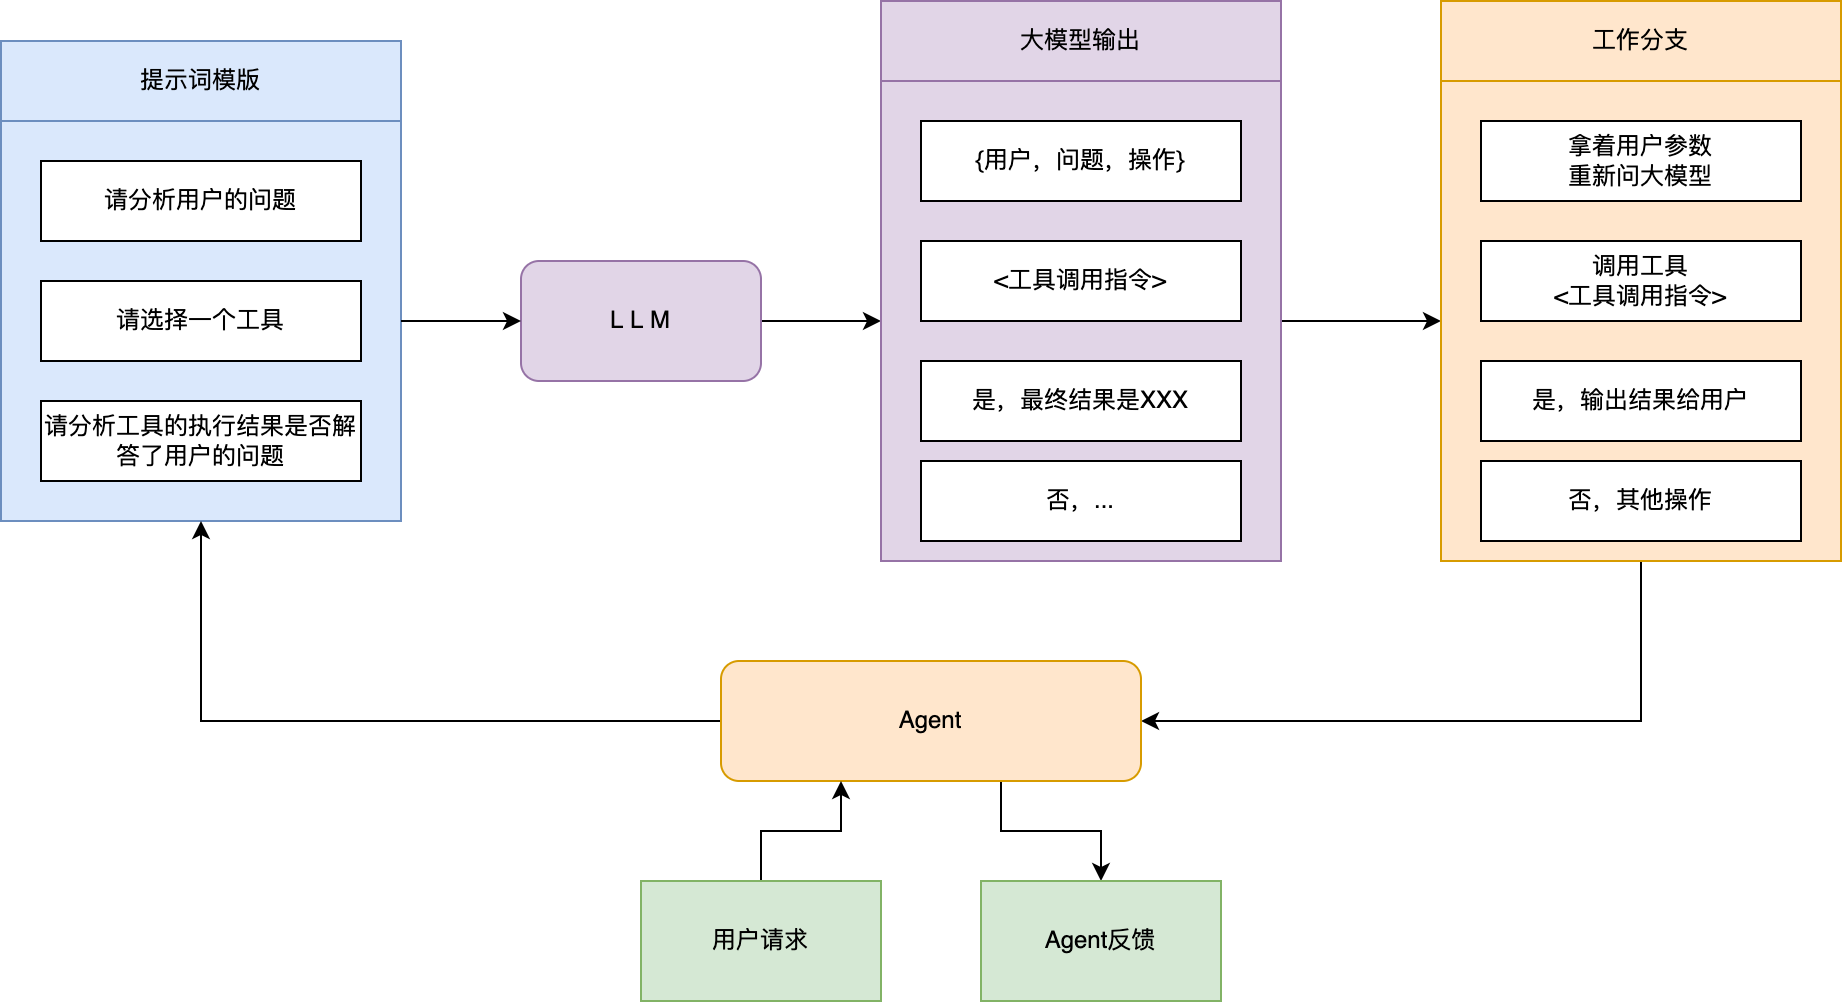 提示词模版
请分析用户的问题
请选择一个工具
请分析工具的执行结果是否解
答了用户的问题
L L M
大模型输出
{用户，问题，操作}
<工具调用指令>
是，最终结果是XXX
否，...
工作分支
拿着用户参数
重新问大模型
调用工具
<工具调用指令>
是，输出结果给用户
否，其他操作
Agent
用户请求
Agent反馈